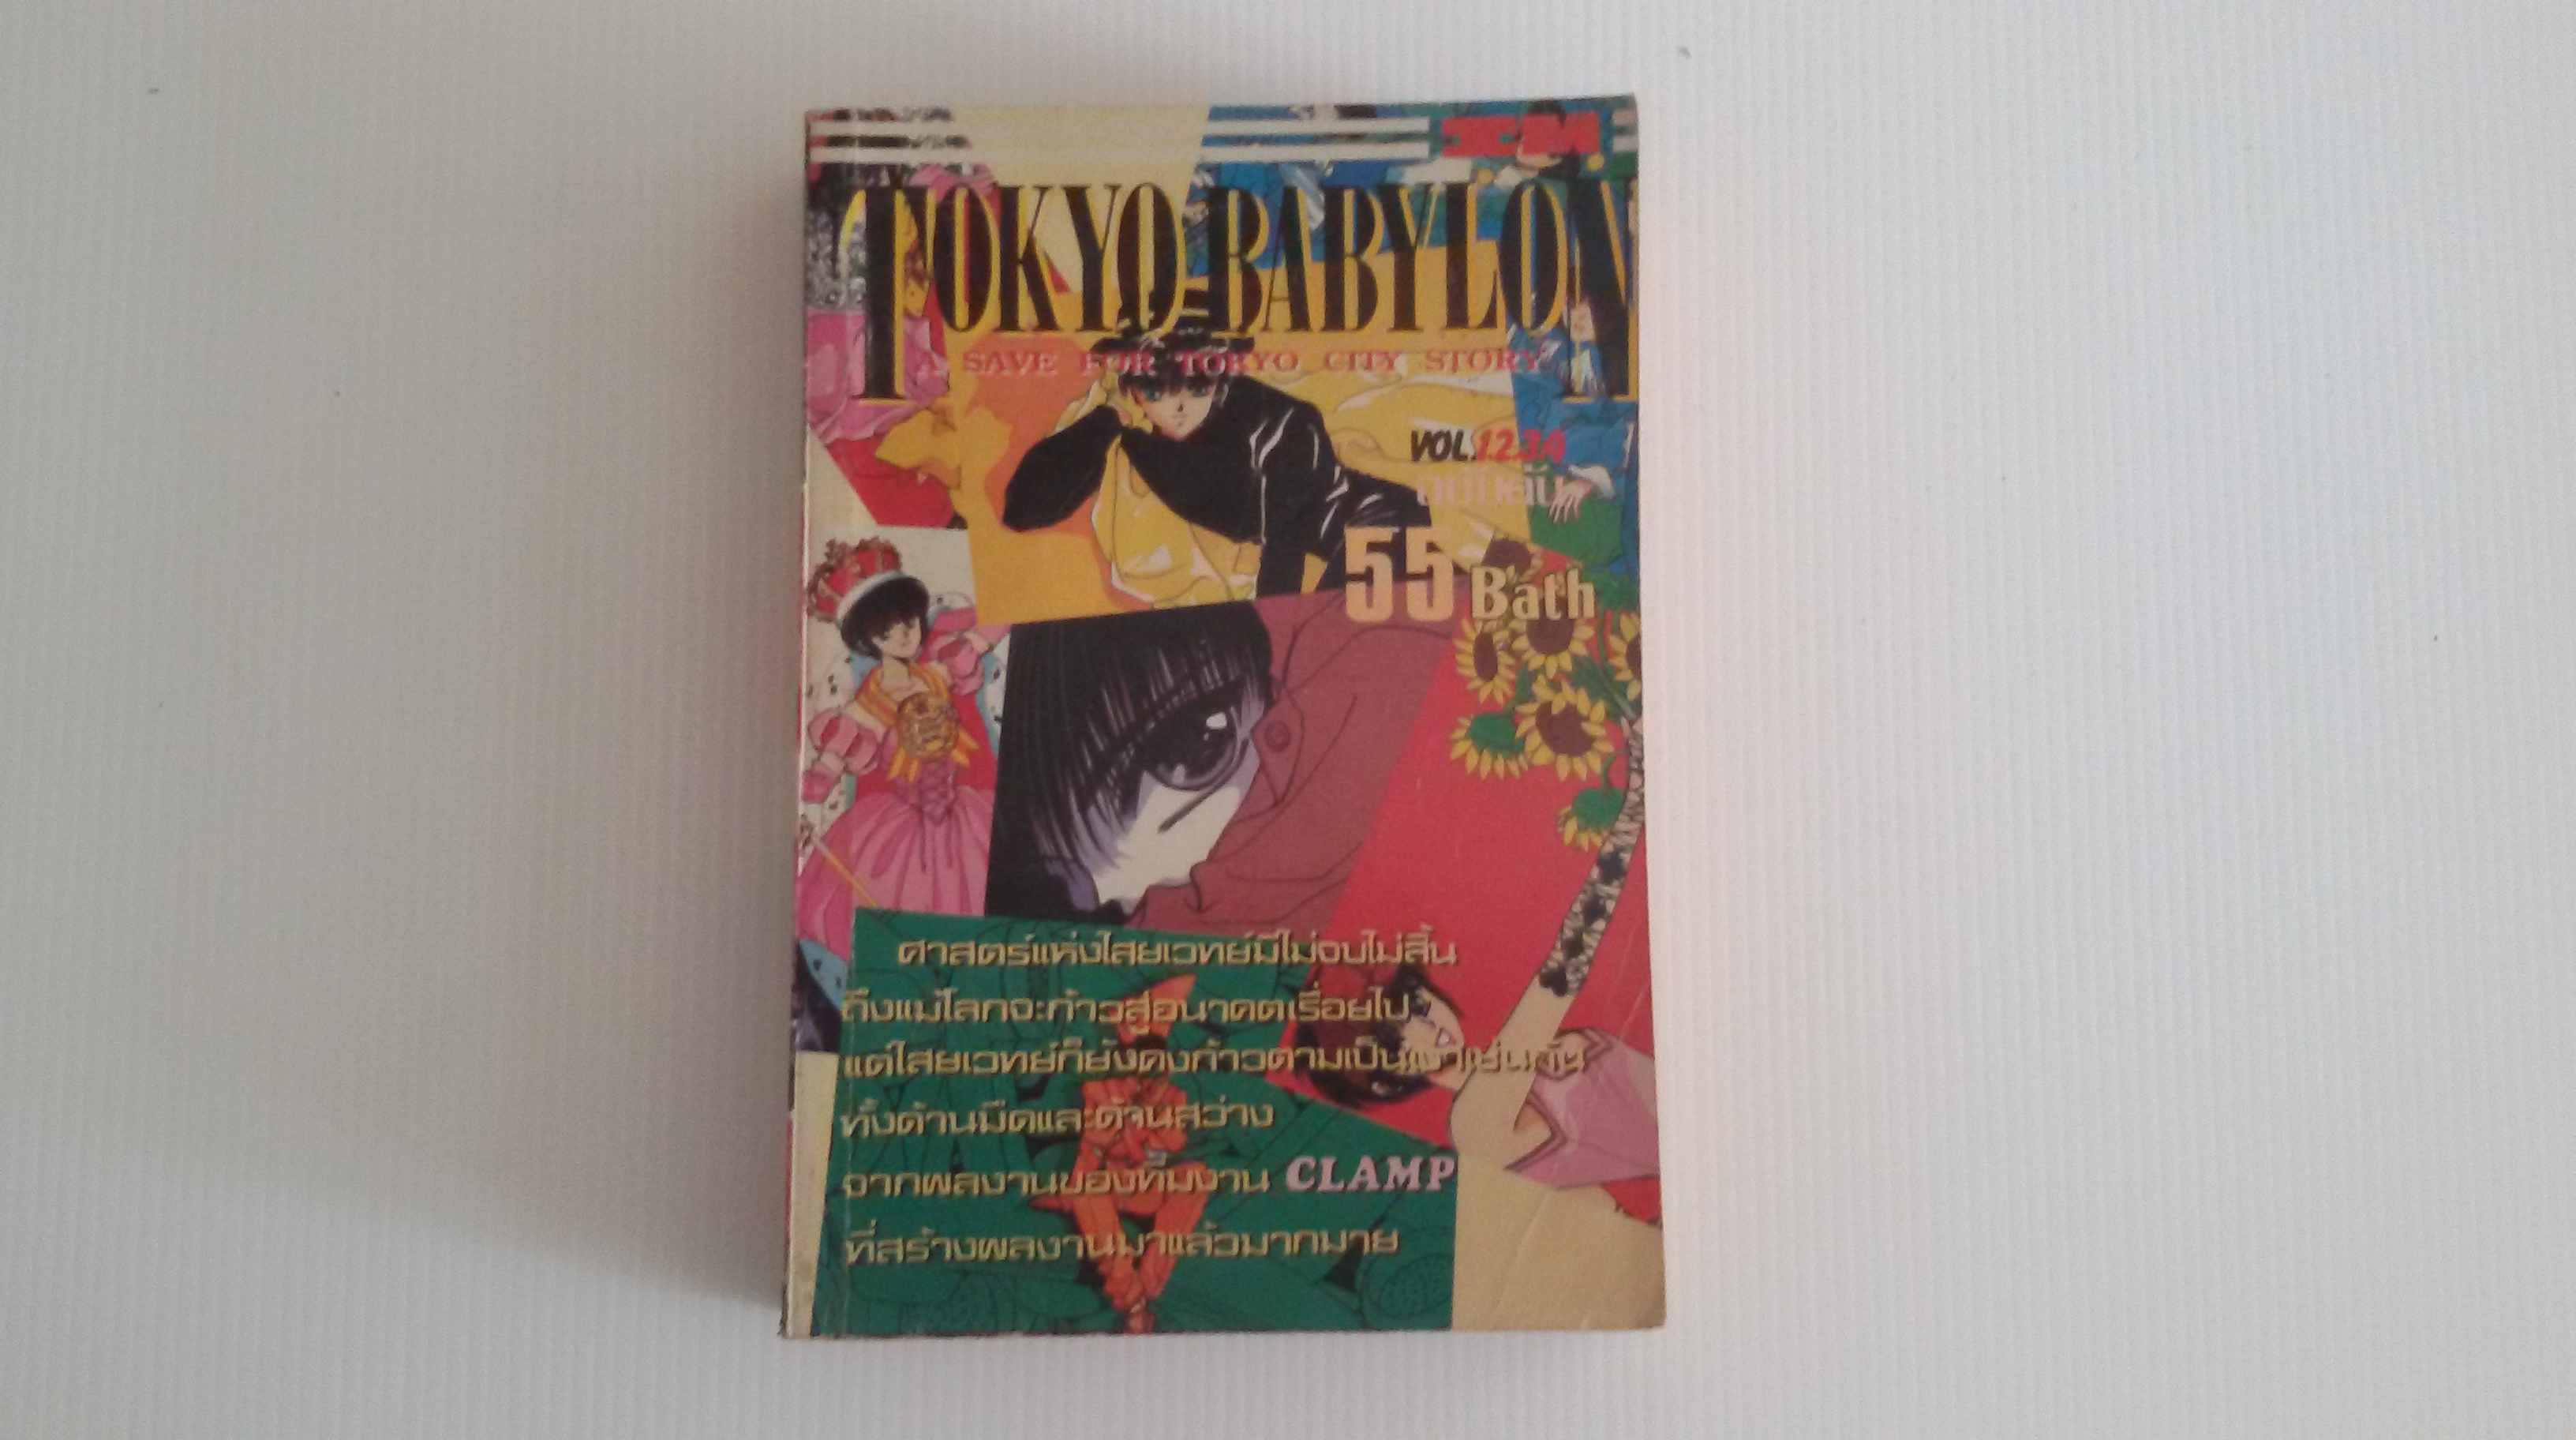 TOKYO BABYLON
A SAVE FOR TOKYO CITY STORY
VOL.1.2.3.4
55 Bath
ศาสตร์แห่งไสยเวทย์มีไม่จบไม่สิ้น
ถึงแม้โลกจะก้าวสู่อนาคตเรื่อยไป
แต่ไสยเวทย์ก็ยังคงก้าวตามเป็นเงาเช่นกัน
ทั้งด้านมืดและด้านสว่าง
จากผลงานของทีมงาน CLAMP
ที่สร้างผลงานมาแล้วมากมาย